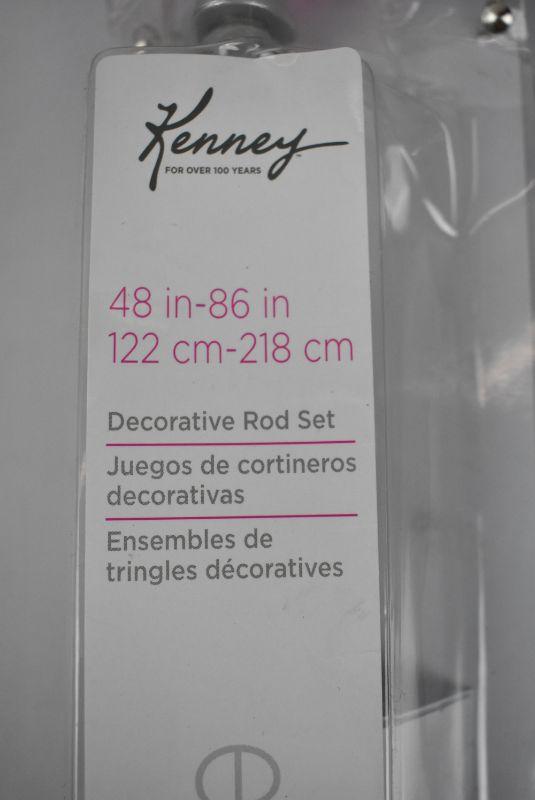 Kenney
FOR OVER 100 YEARS
48 in-86 in
122 cm-218 cm
Decorative Rod Set
Juegos de cortineros
decorativas
Ensembles de
tringles décoratives